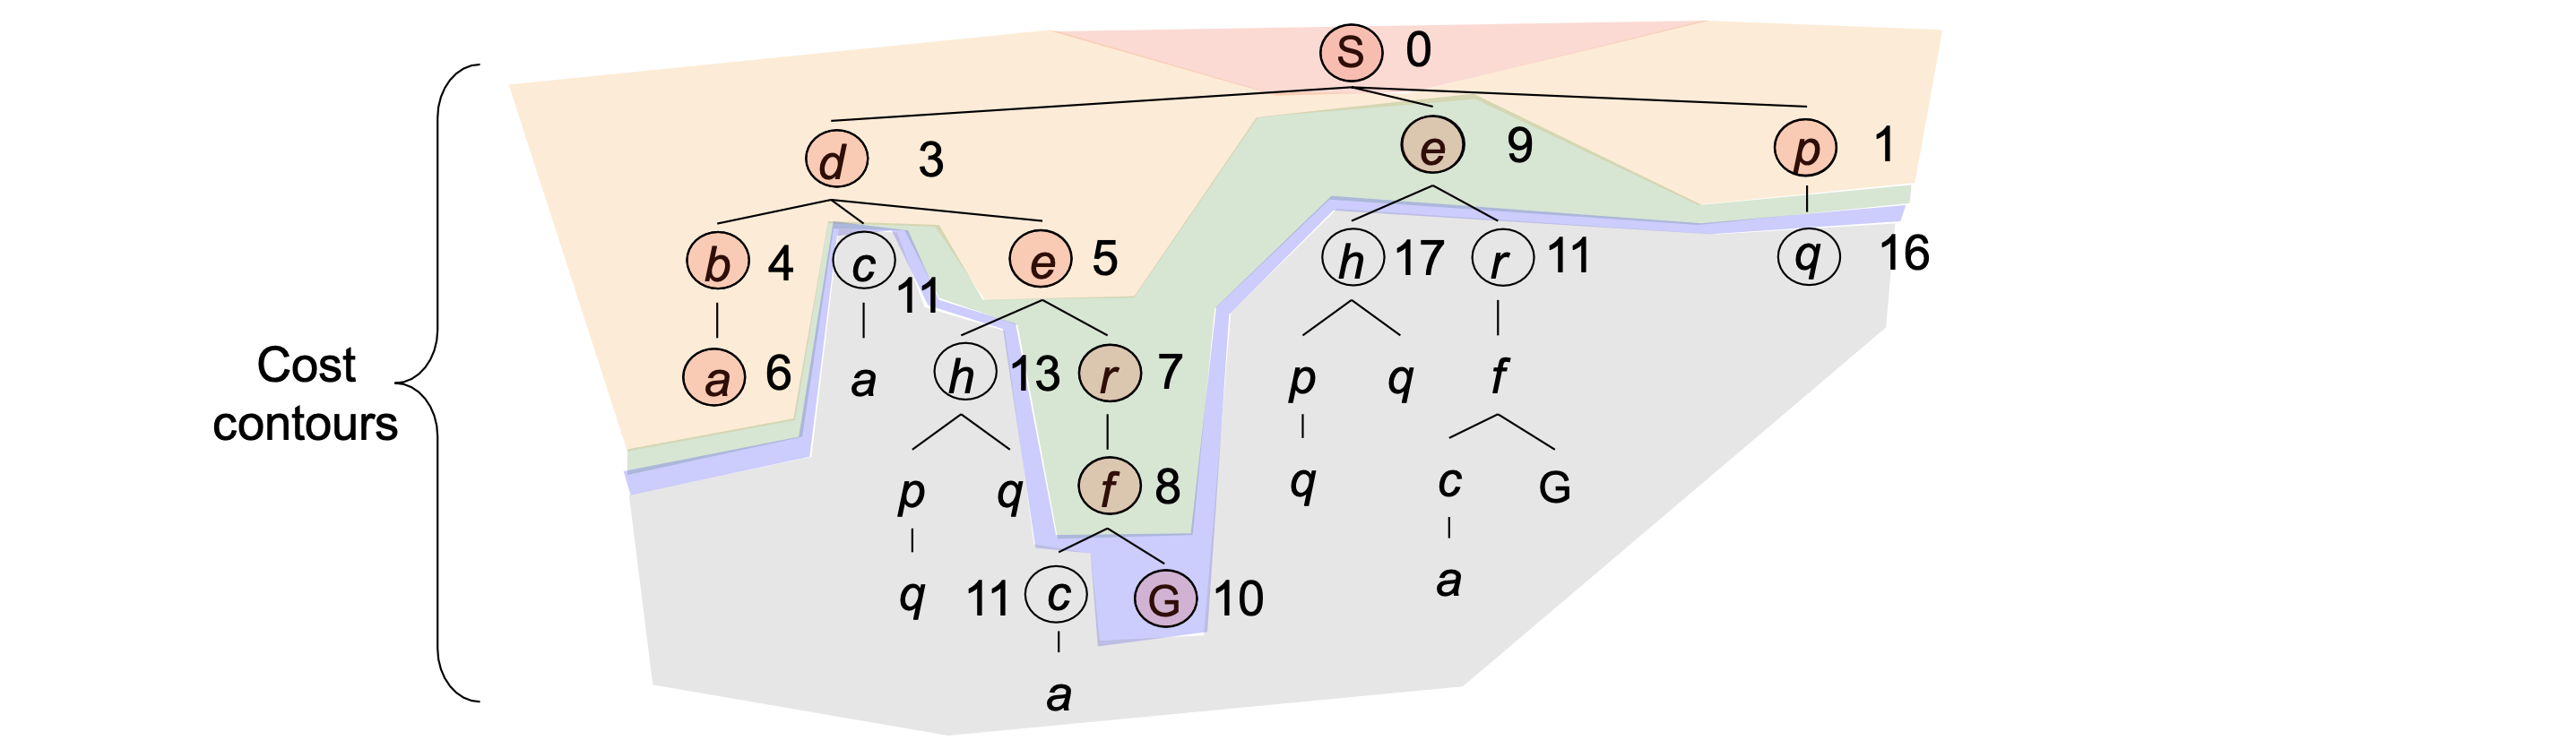 S 0
d 3 e 9 p 1
b 4 c 11 e 5 h 17 r 11 q 16
Cost
contours
a 6 a h 13 r 7 p q f
p q f 8 q c G
q 11 c G 10 a
a